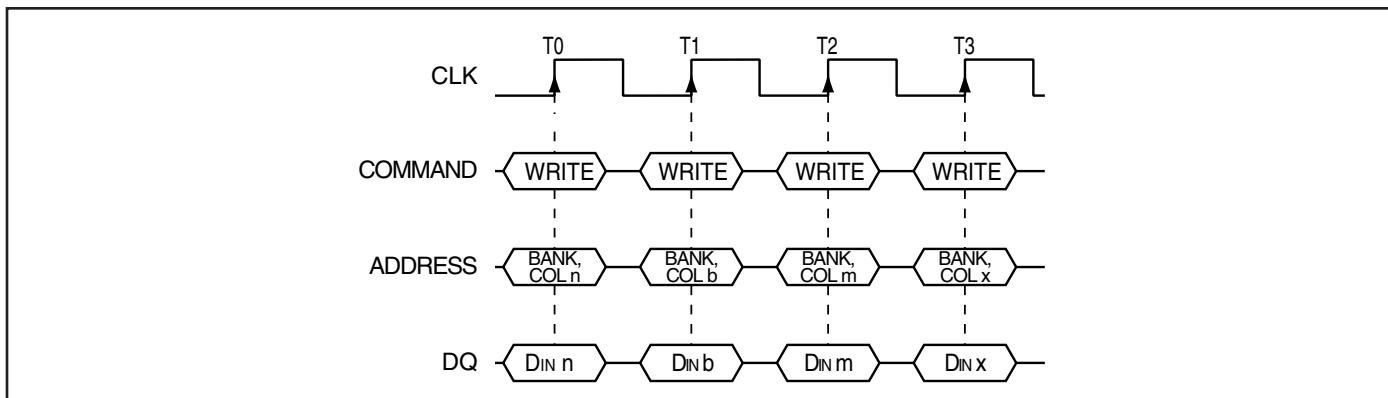 T0 T1 T2 T3
CLK
COMMAND WRITE WRITE WRITE WRITE
ADDRESS BANK, COL n BANK, COL b BANK, COL m BANK, COL x
DQ DIN n DIN b DIN m DIN x